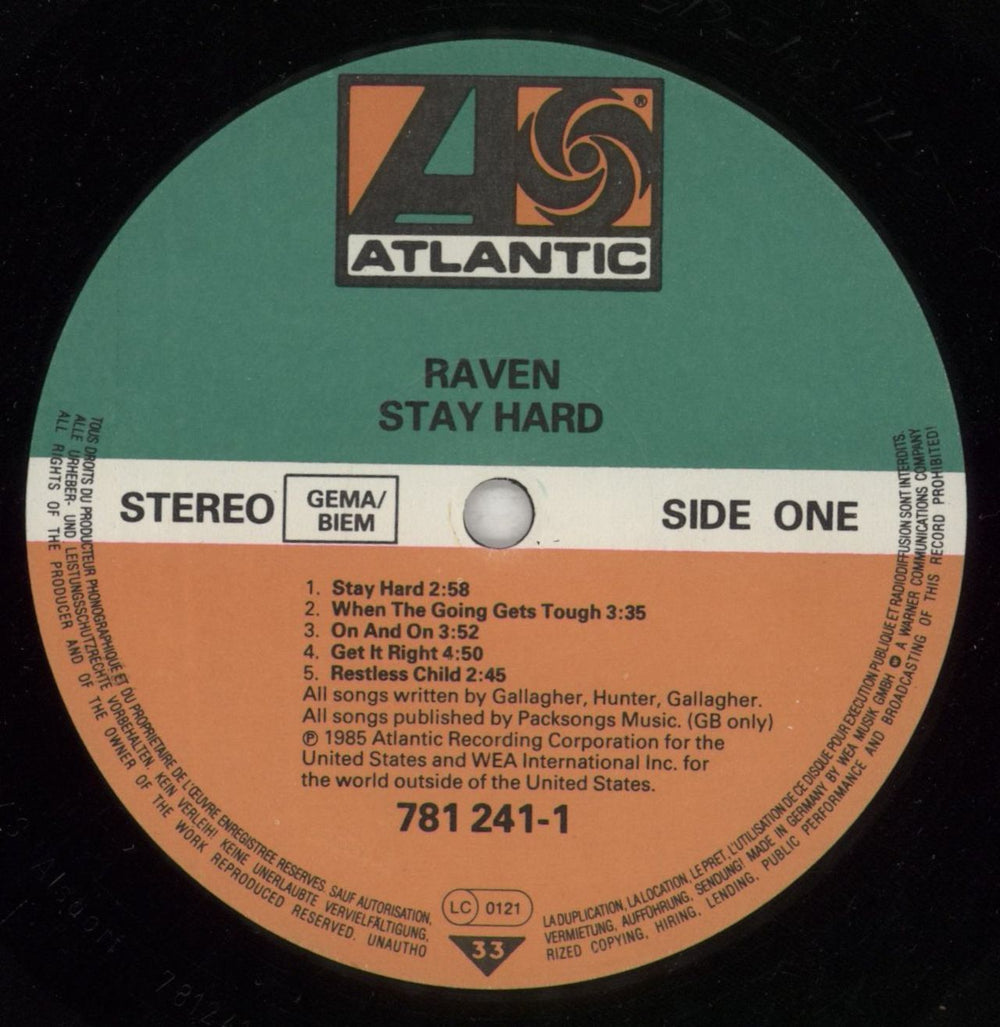 ®
ATLANTIC
RAVEN
STAY HARD
STEREO
GEMA/
BIEM
SIDE ONE
1. Stay Hard 2:58
2. When The Going Gets Tough 3:35
3. On And On 3:52
4. Get It Right 4:50
5. Restless Child 2:45
All songs written by Gallagher, Hunter, Gallagher.
All songs published by Packsongs Music. (GB only)
℗ 1985 Atlantic Recording Corporation for the
United States and WEA International Inc. for
the world outside of the United States.
781 241-1
LC 0121
33
TOUS DROITS DU PRODUCTEUR PHONOGRAPHIQUE ET DU PROPRIETAIRE DE L'ŒUVRE ENREGISTREE RESERVES. SAUF AUTORISATION,
LA DUPLICATION, LA LOCATION, LE PRET, L'UTILISATION DE CE DISQUE POUR EXECUTION PUBLIQUE ET RADIODIFFUSION SONT INTERDITS.
ALLE URHEBER- UND LEISTUNGSSCHUTZRECHTE VORBEHALTEN. KEIN VERLEIH! KEINE UNERLAUBTE VERVIELFÄLTIGUNG,
VERMIETUNG, AUFFÜHRUNG, SENDUNG! MADE IN GERMANY BY WEA MUSIK GMBH A WARNER COMMUNICATIONS COMPANY
ALL RIGHTS OF THE PRODUCER AND OF THE OWNER OF THE WORK REPRODUCED RESERVED. UNAUTHO
RIZED COPYING, HIRING, LENDING, PUBLIC PERFORMANCE AND BROADCASTING OF THIS RECORD PROHIBITED!